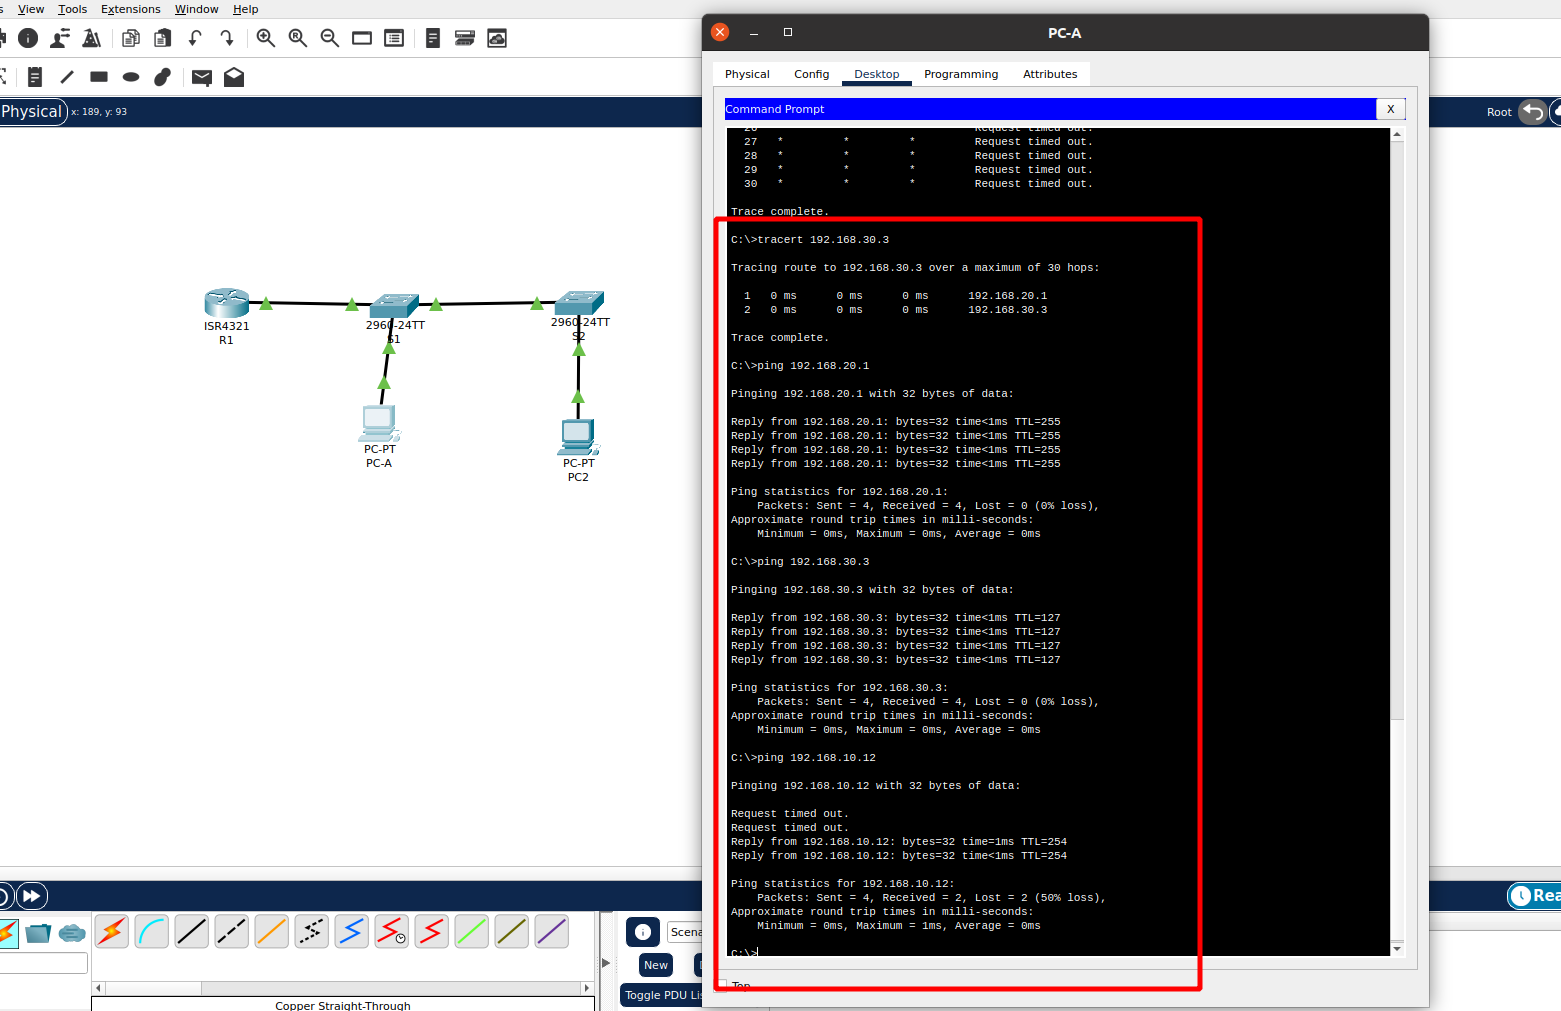 View Tools Extensions Window Help
PC-A
Physical Config Desktop Programming Attributes
Physical x: 189, y: 93
Root
Command Prompt
X
26 Request timed out.
27 * * * Request timed out.
28 * * * Request timed out.
29 * * * Request timed out.
30 * * * Request timed out.
Trace complete.
C:\>tracert 192.168.30.3
Tracing route to 192.168.30.3 over a maximum of 30 hops:
1 0 ms 0 ms 0 ms 192.168.20.1
2 0 ms 0 ms 0 ms 192.168.30.3
Trace complete.
C:\>ping 192.168.20.1
Pinging 192.168.20.1 with 32 bytes of data:
Reply from 192.168.20.1: bytes=32 time<1ms TTL=255
Reply from 192.168.20.1: bytes=32 time<1ms TTL=255
Reply from 192.168.20.1: bytes=32 time<1ms TTL=255
Reply from 192.168.20.1: bytes=32 time<1ms TTL=255
Ping statistics for 192.168.20.1:
Packets: Sent = 4, Received = 4, Lost = 0 (0% loss),
Approximate round trip times in milli-seconds:
Minimum = 0ms, Maximum = 0ms, Average = 0ms
C:\>ping 192.168.30.3
Pinging 192.168.30.3 with 32 bytes of data:
Reply from 192.168.30.3: bytes=32 time<1ms TTL=127
Reply from 192.168.30.3: bytes=32 time<1ms TTL=127
Reply from 192.168.30.3: bytes=32 time<1ms TTL=127
Reply from 192.168.30.3: bytes=32 time<1ms TTL=127
Ping statistics for 192.168.30.3:
Packets: Sent = 4, Received = 4, Lost = 0 (0% loss),
Approximate round trip times in milli-seconds:
Minimum = 0ms, Maximum = 0ms, Average = 0ms
C:\>ping 192.168.10.12
Pinging 192.168.10.12 with 32 bytes of data:
Request timed out.
Request timed out.
Reply from 192.168.10.12: bytes=32 time=1ms TTL=254
Reply from 192.168.10.12: bytes=32 time<1ms TTL=254
Ping statistics for 192.168.10.12:
Packets: Sent = 4, Received = 2, Lost = 2 (50% loss),
Approximate round trip times in milli-seconds:
Minimum = 0ms, Maximum = 1ms, Average = 0ms
C:\>
Top
ISR4321
R1
2960-24TT
S1
2960-24TT
S2
PC-PT
PC-A
PC-PT
PC2
Rea
Scena
New
Toggle PDU Lis
Copper Straight-Through